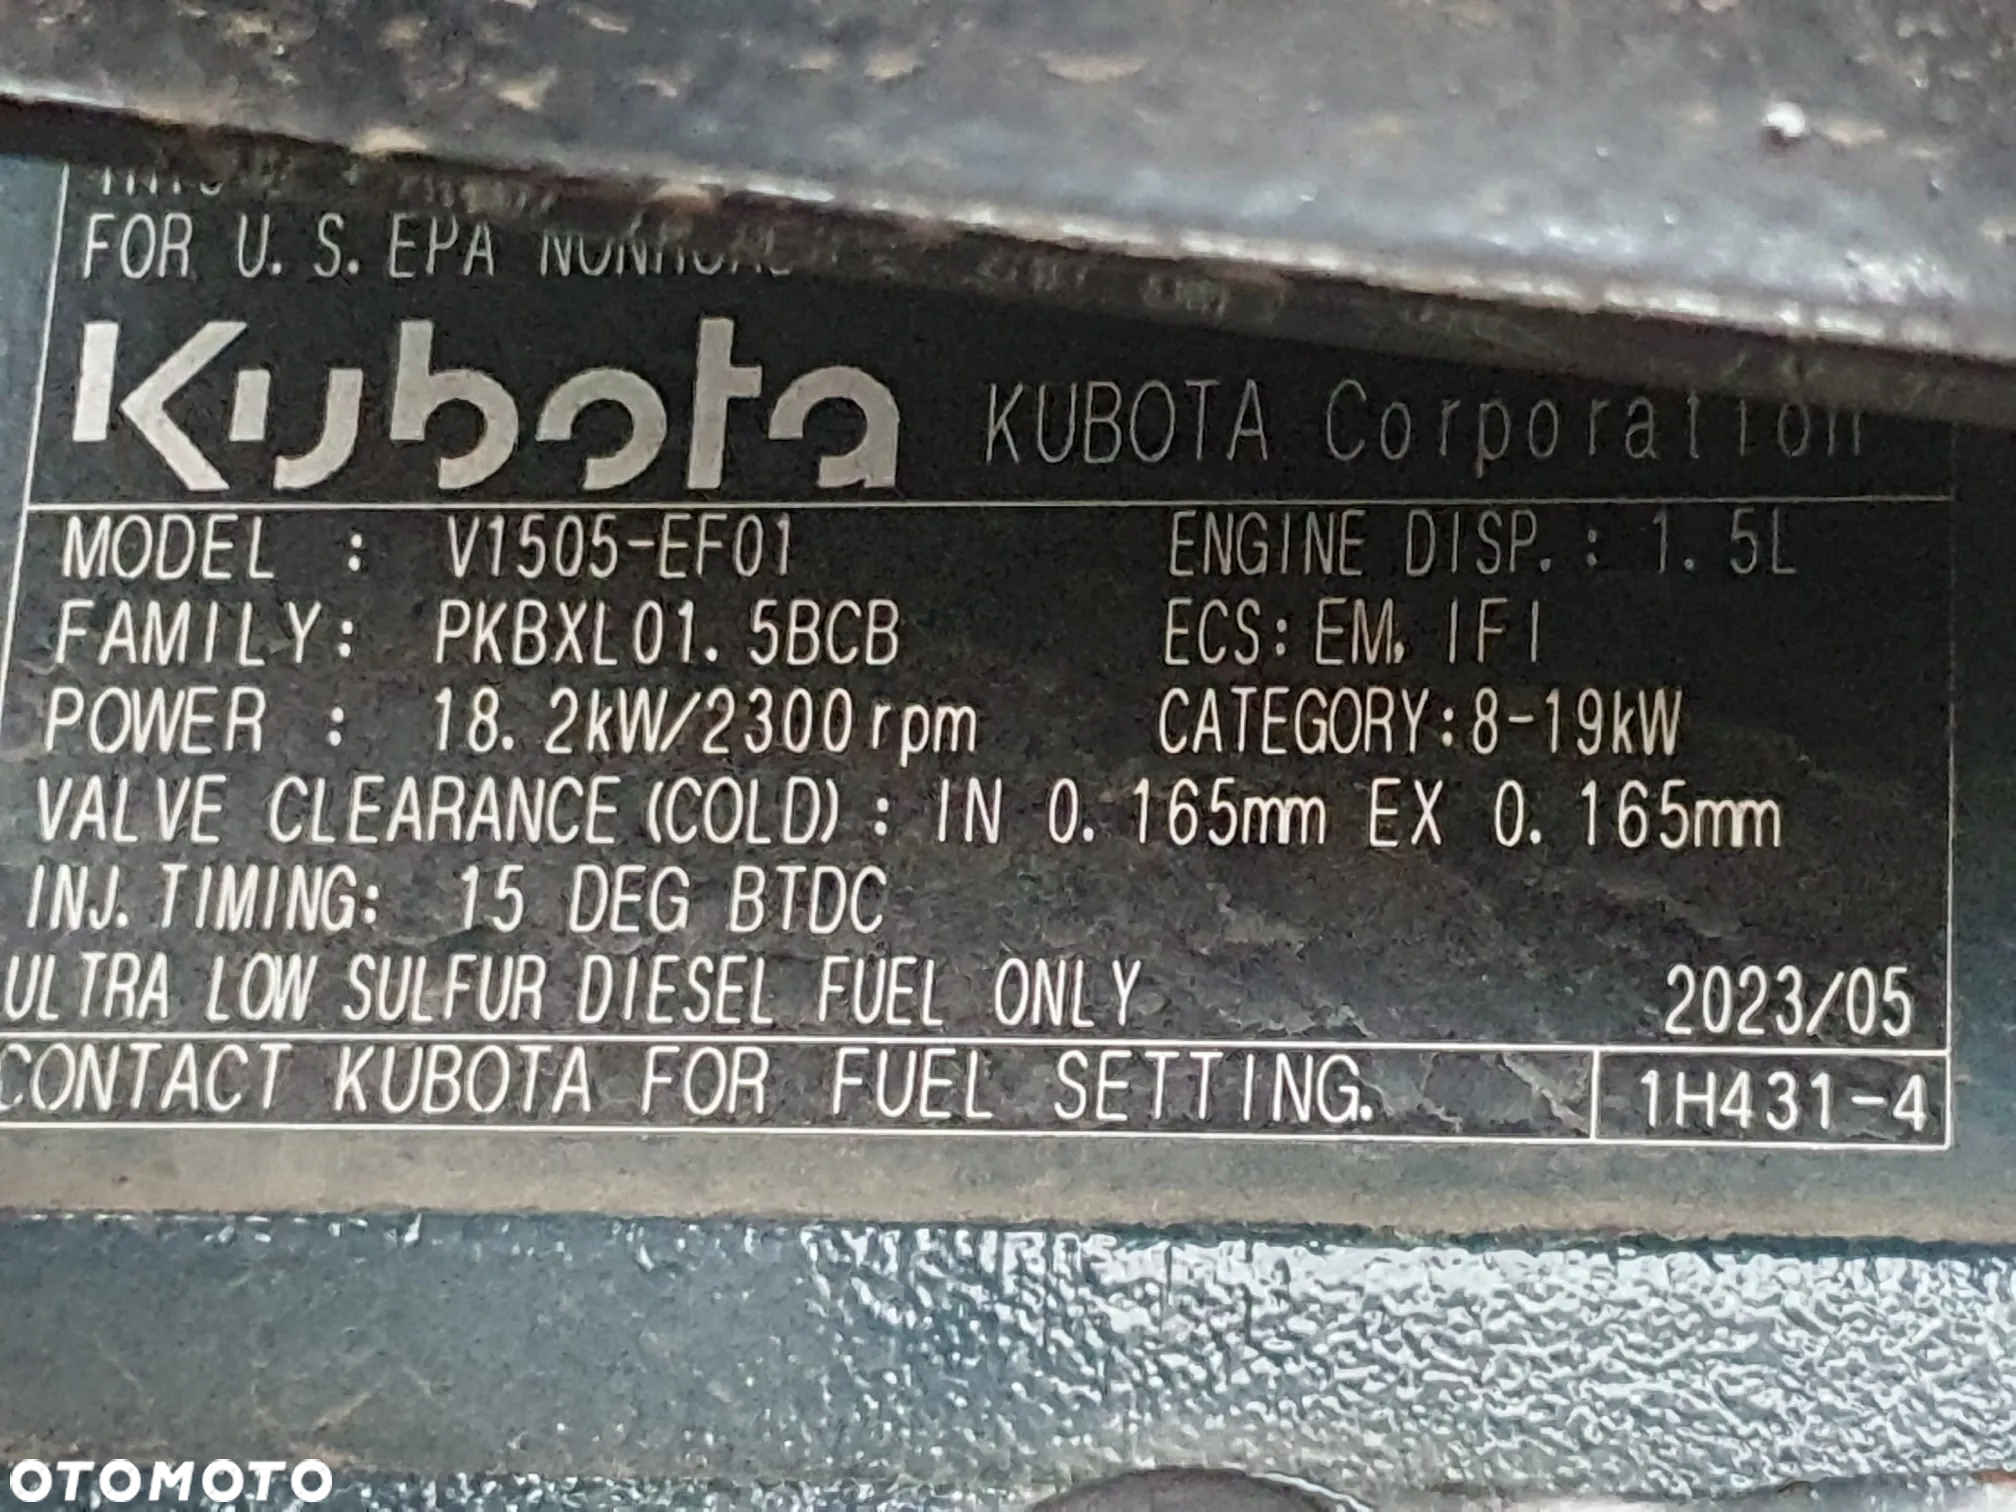 FOR U.S. EPA
Kubota KUBOTA Corporation
MODEL : V1505-EF01 ENGINE DISP. : 1.5L
FAMILY: PKBXL01.5BCB ECS: EM, IFI
POWER : 18.2kW/2300rpm CATEGORY:8-19kW
VALVE CLEARANCE (COLD) : IN 0.165mm EX 0.165mm
INJ. TIMING: 15 DEG BTDC
ULTRA LOW SULFUR DIESEL FUEL ONLY 2023/05
CONTACT KUBOTA FOR FUEL SETTING. 1H431-4
OTOMOTO